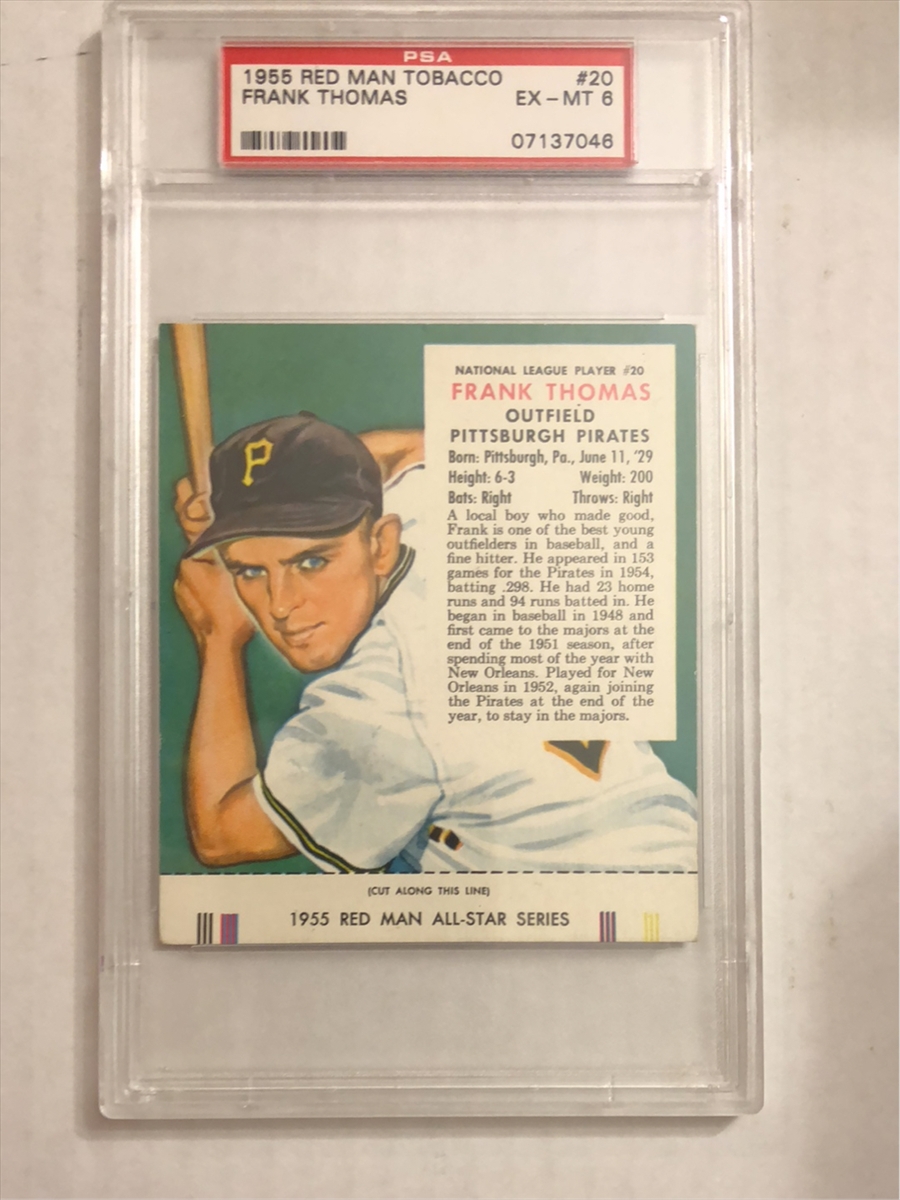 PSA
1955 RED MAN TOBACCO #20
FRANK THOMAS EX-MT 6
07137046
NATIONAL LEAGUE PLAYER #20
FRANK THOMAS
OUTFIELD
PITTSBURGH PIRATES
Born: Pittsburgh, Pa., June 11, '29
Height: 6-3 Weight: 200
Bats: Right Throws: Right
A local boy who made good,
Frank is one of the best young
outfielders in baseball, and a
fine hitter. He appeared in 153
games for the Pirates in 1954,
batting .298. He had 23 home
runs and 94 runs batted in. He
began in baseball in 1948 and
first came to the majors at the
end of the 1951 season, after
spending most of the year with
New Orleans. Played for New
Orleans in 1952, again joining
the Pirates at the end of the
year, to stay in the majors.
P
(CUT ALONG THIS LINE)
1955 RED MAN ALL-STAR SERIES